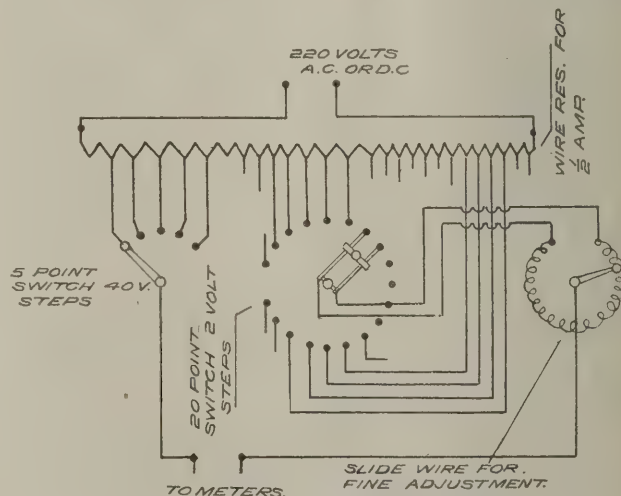 220 VOLTS
A.C. OR D.C
WIRE RES. FOR
1/2 AMP.
5 POINT
SWITCH 40 V.
STEPS
20 POINT
SWITCH 2 VOLT
STEPS
SLIDE WIRE FOR.
FINE ADJUSTMENT.
TO METERS.